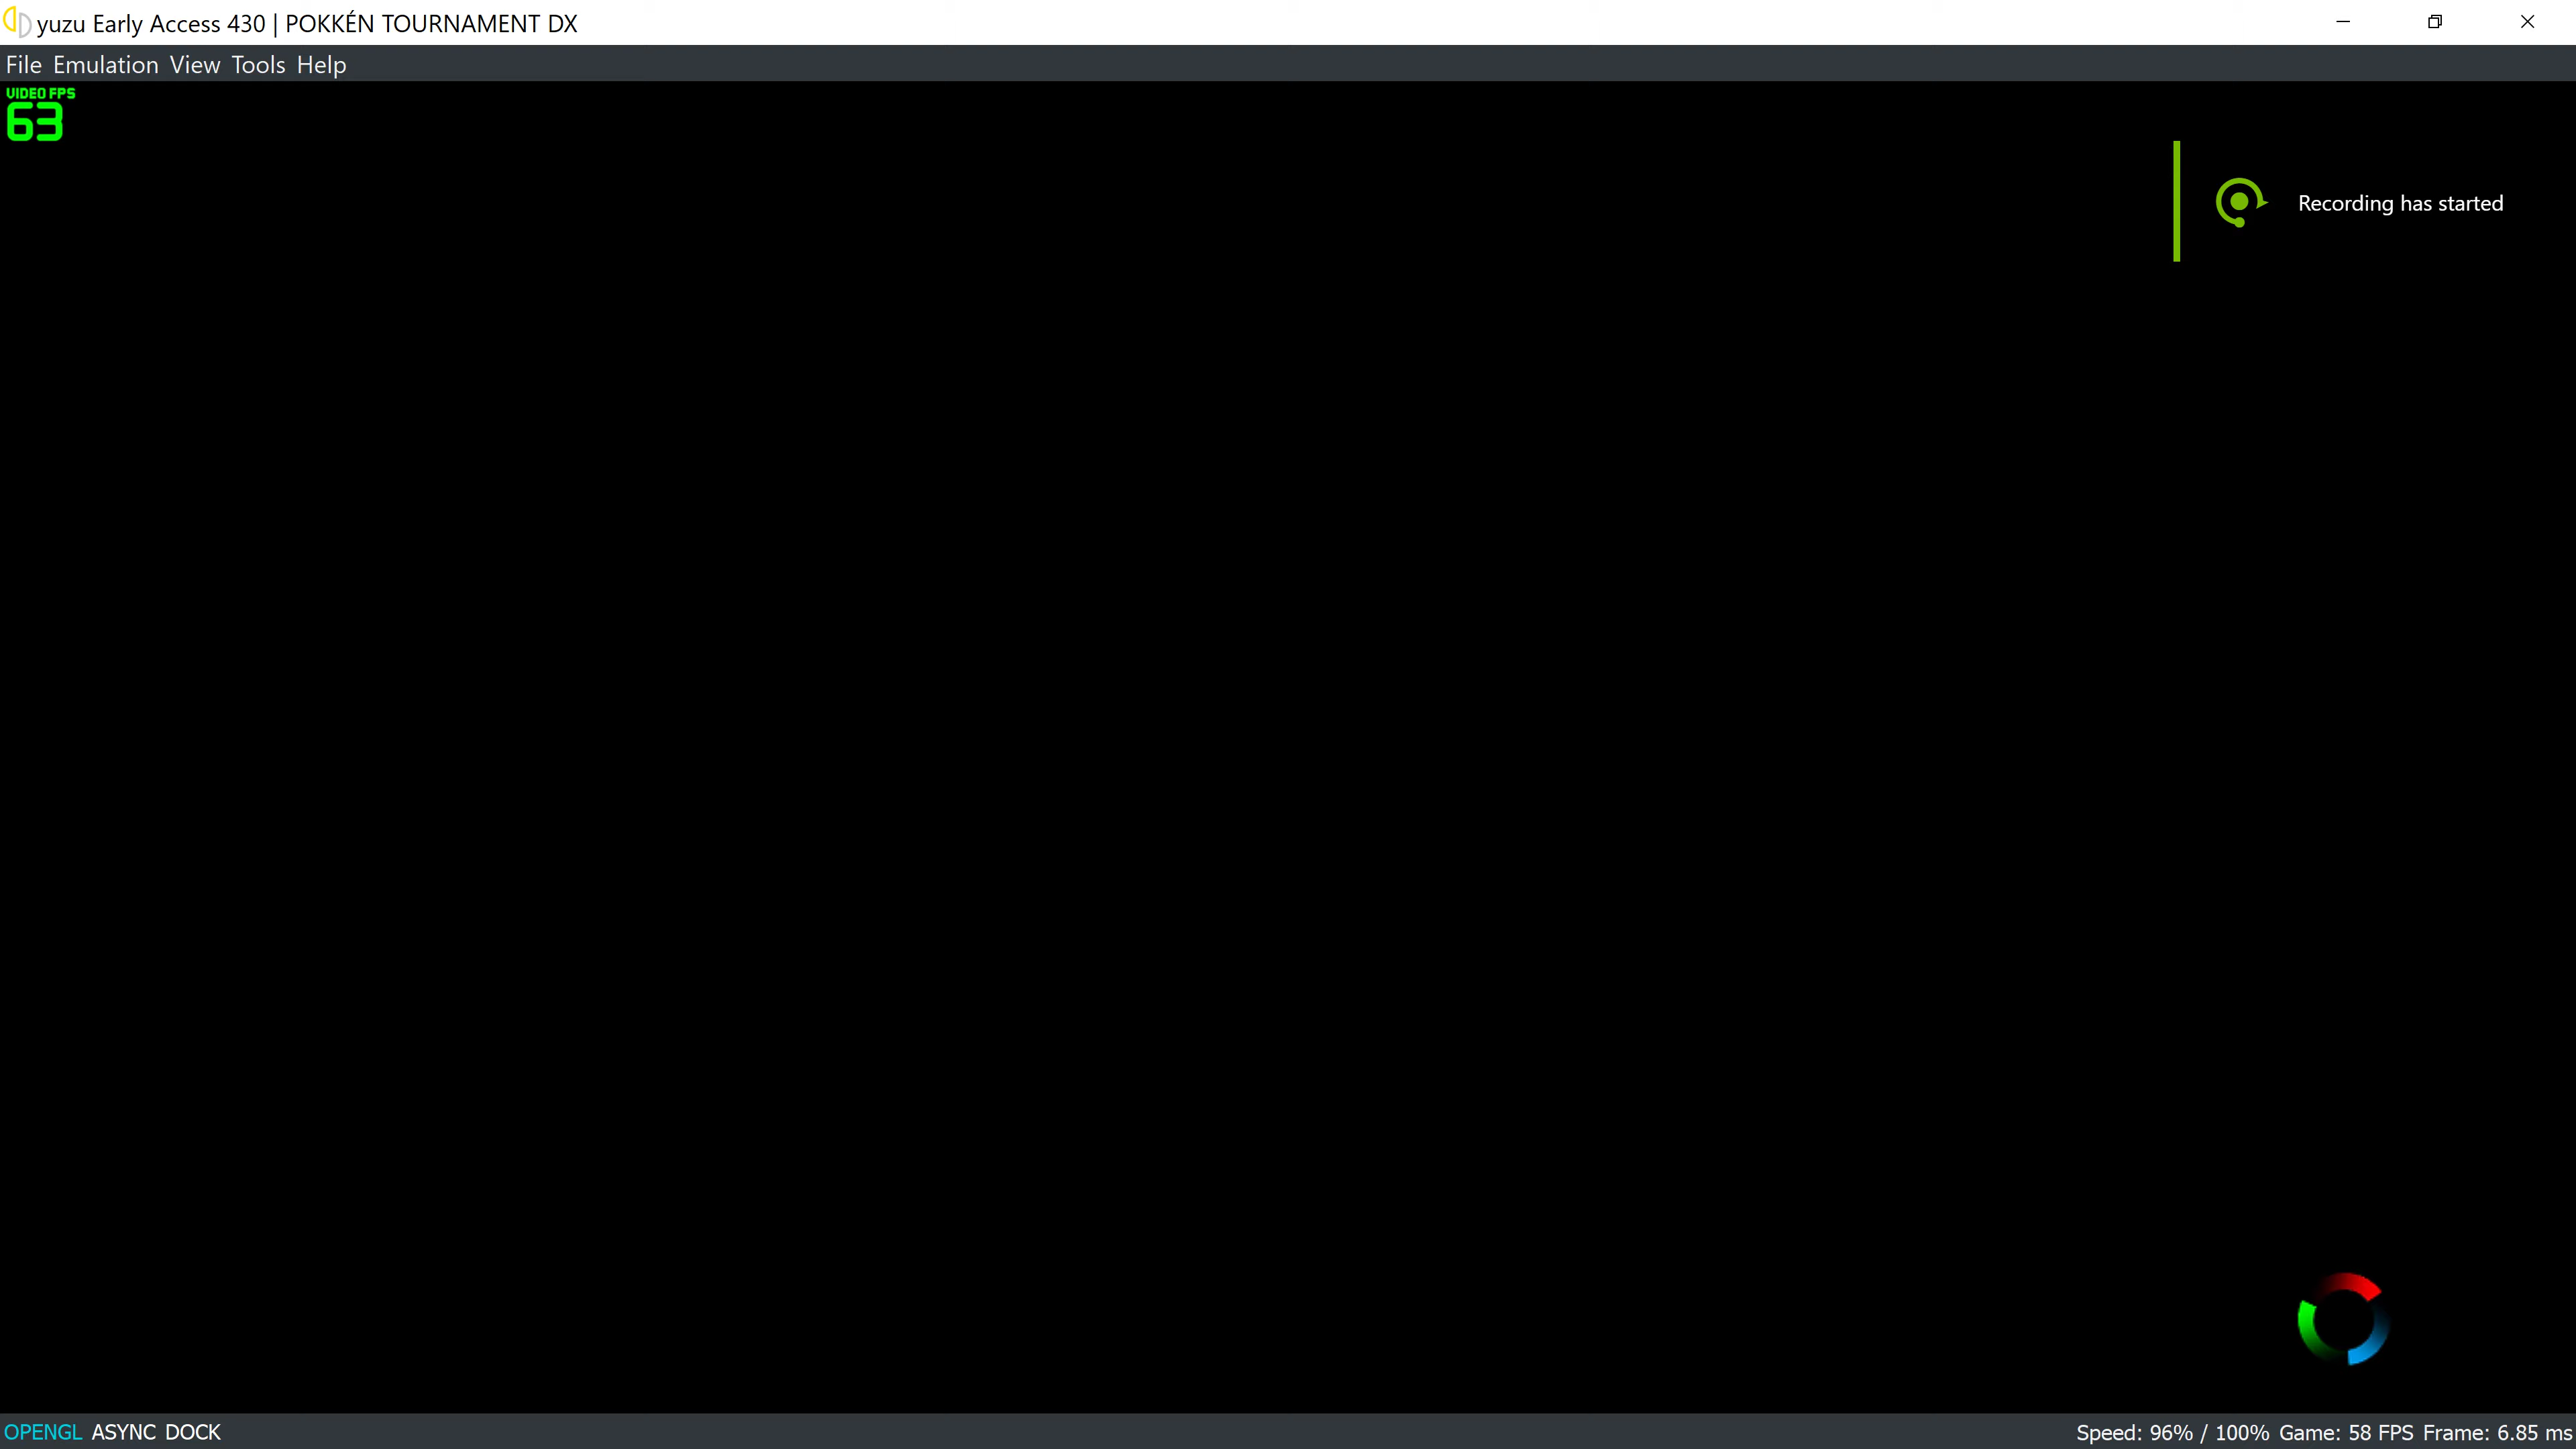 yuzu Early Access 430 | POKKÉN TOURNAMENT DX
File Emulation View Tools Help
VIDEO FPS
63
Recording has started
OPENGL ASYNC DOCK
Speed: 96% / 100% Game: 58 FPS Frame: 6.85 ms